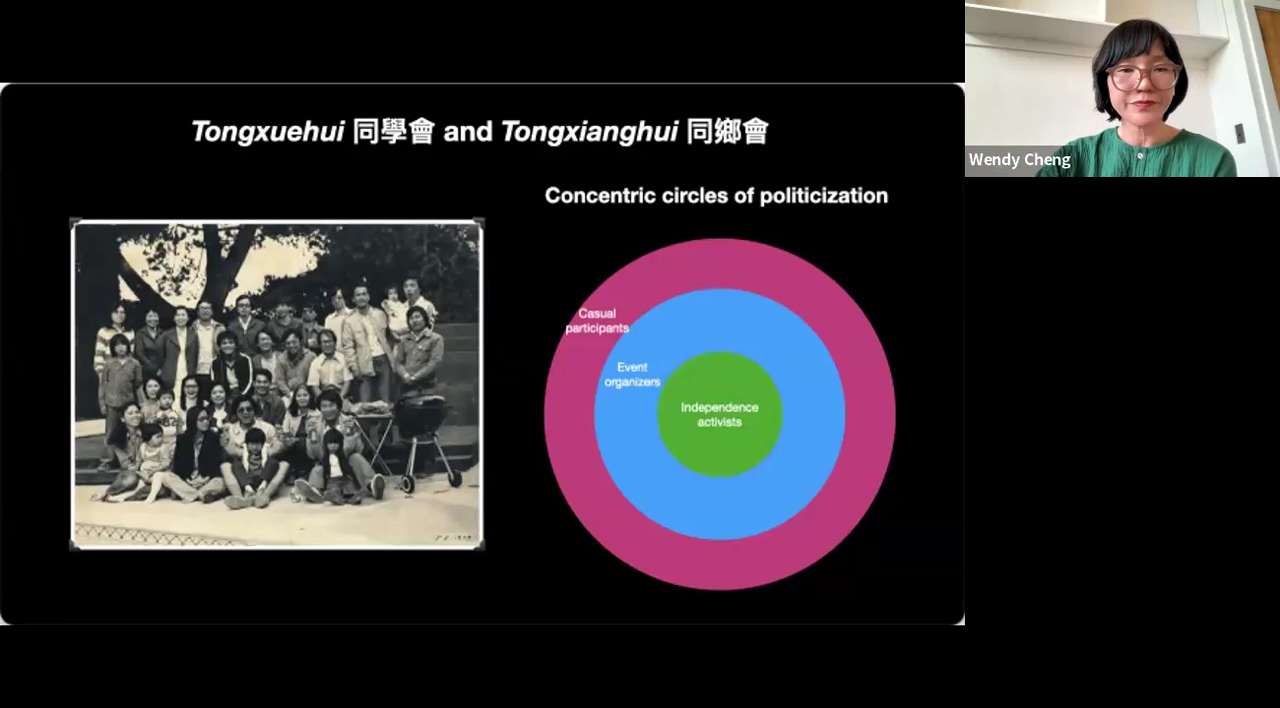 Tongxuehui 同學會 and Tongxianghui 同鄉會
Concentric circles of politicization
Casual
participants
Event
organizers
Independence
activists
Wendy Cheng